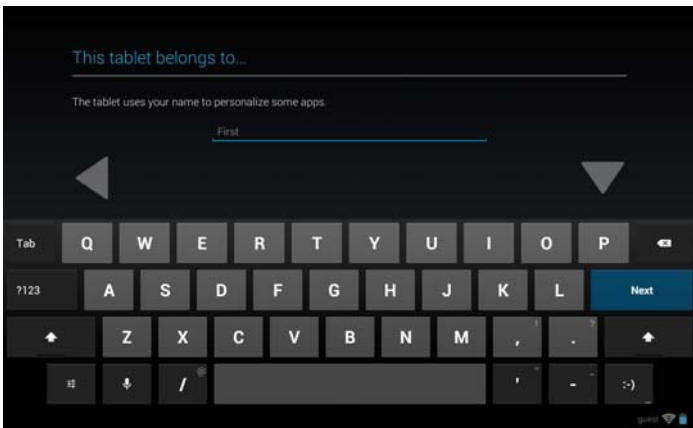 This tablet belongs to...
The tablet uses your name to personalize some apps.
First
Tab Q W E R T Y U I O P
?123 A S D F G H J K L Next
Z X C V B N M , ! . ?
/ @ ' " - _ :-)
guest